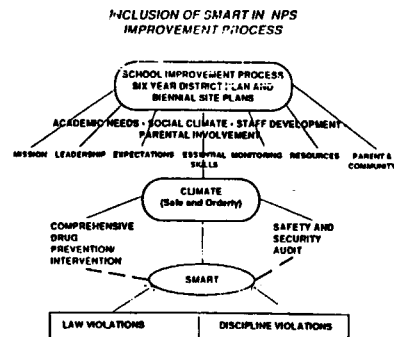 INCLUSION OF SMART IN NPS
IMPROVEMENT PROCESS
SCHOOL IMPROVEMENT PROCESS
SIX YEAR DISTRICT PLAN AND
BIENNIAL SITE PLANS
ACADEMIC NEEDS - SOCIAL CLIMATE - STAFF DEVELOPMENT -
PARENTAL INVOLVEMENT
MISSION LEADERSHIP EXPECTATIONS ESSENTIAL SKILLS MONITORING RESOURCES PARENT & COMMUNITY
CLIMATE
(Safe and Orderly)
COMPREHENSIVE
DRUG
PREVENTION/
INTERVENTION
SAFETY AND
SECURITY
AUDIT
SMART
LAW VIOLATIONS DISCIPLINE VIOLATIONS